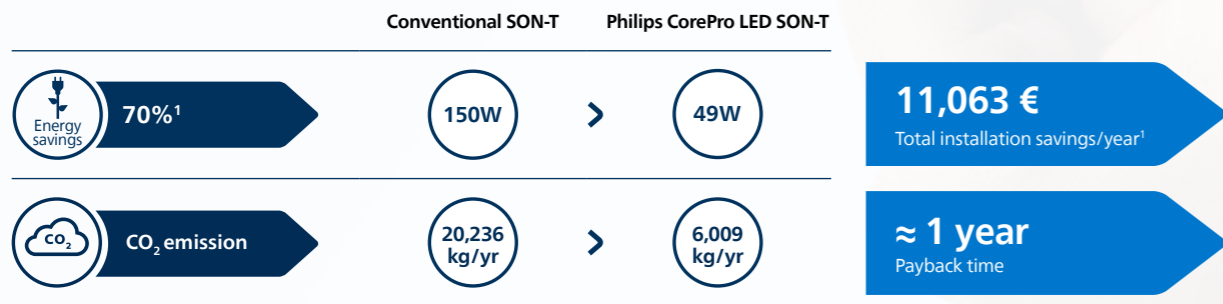 Conventional SON-T
Philips CorePro LED SON-T
Energy
savings
70%¹
150W
>
49W
11,063 €
Total installation savings/year¹
CO₂
CO₂ emission
20,236
kg/yr
>
6,009
kg/yr
≈ 1 year
Payback time